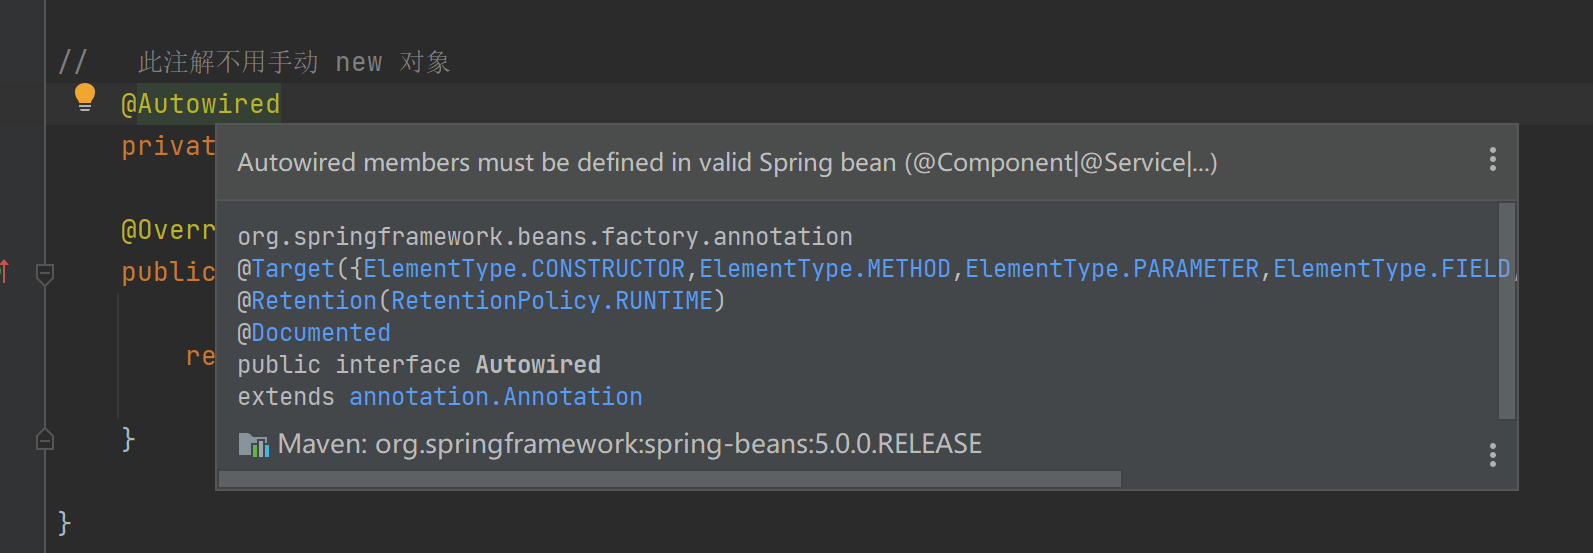 //   此注解不用手动 new 对象
@Autowired
privat
Autowired members must be defined in valid Spring bean (@Component|@Service|...)
@Overr
org.springframework.beans.factory.annotation
public
@Target({ElementType.CONSTRUCTOR,ElementType.METHOD,ElementType.PARAMETER,ElementType.FIELD,
@Retention(RetentionPolicy.RUNTIME)
@Documented
re
public interface Autowired
extends annotation.Annotation
}
Maven: org.springframework:spring-beans:5.0.0.RELEASE
}